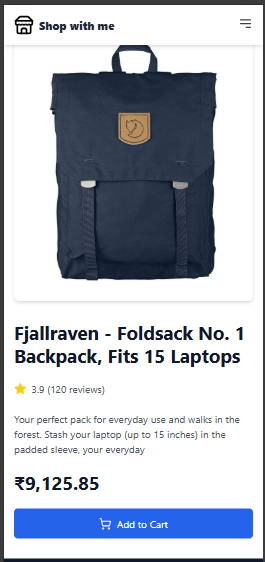 Shop with me
Fjallraven - Foldsack No. 1
Backpack, Fits 15 Laptops
3.9 (120 reviews)
Your perfect pack for everyday use and walks in the
forest. Stash your laptop (up to 15 inches) in the
padded sleeve, your everyday
₹9,125.85
Add to Cart